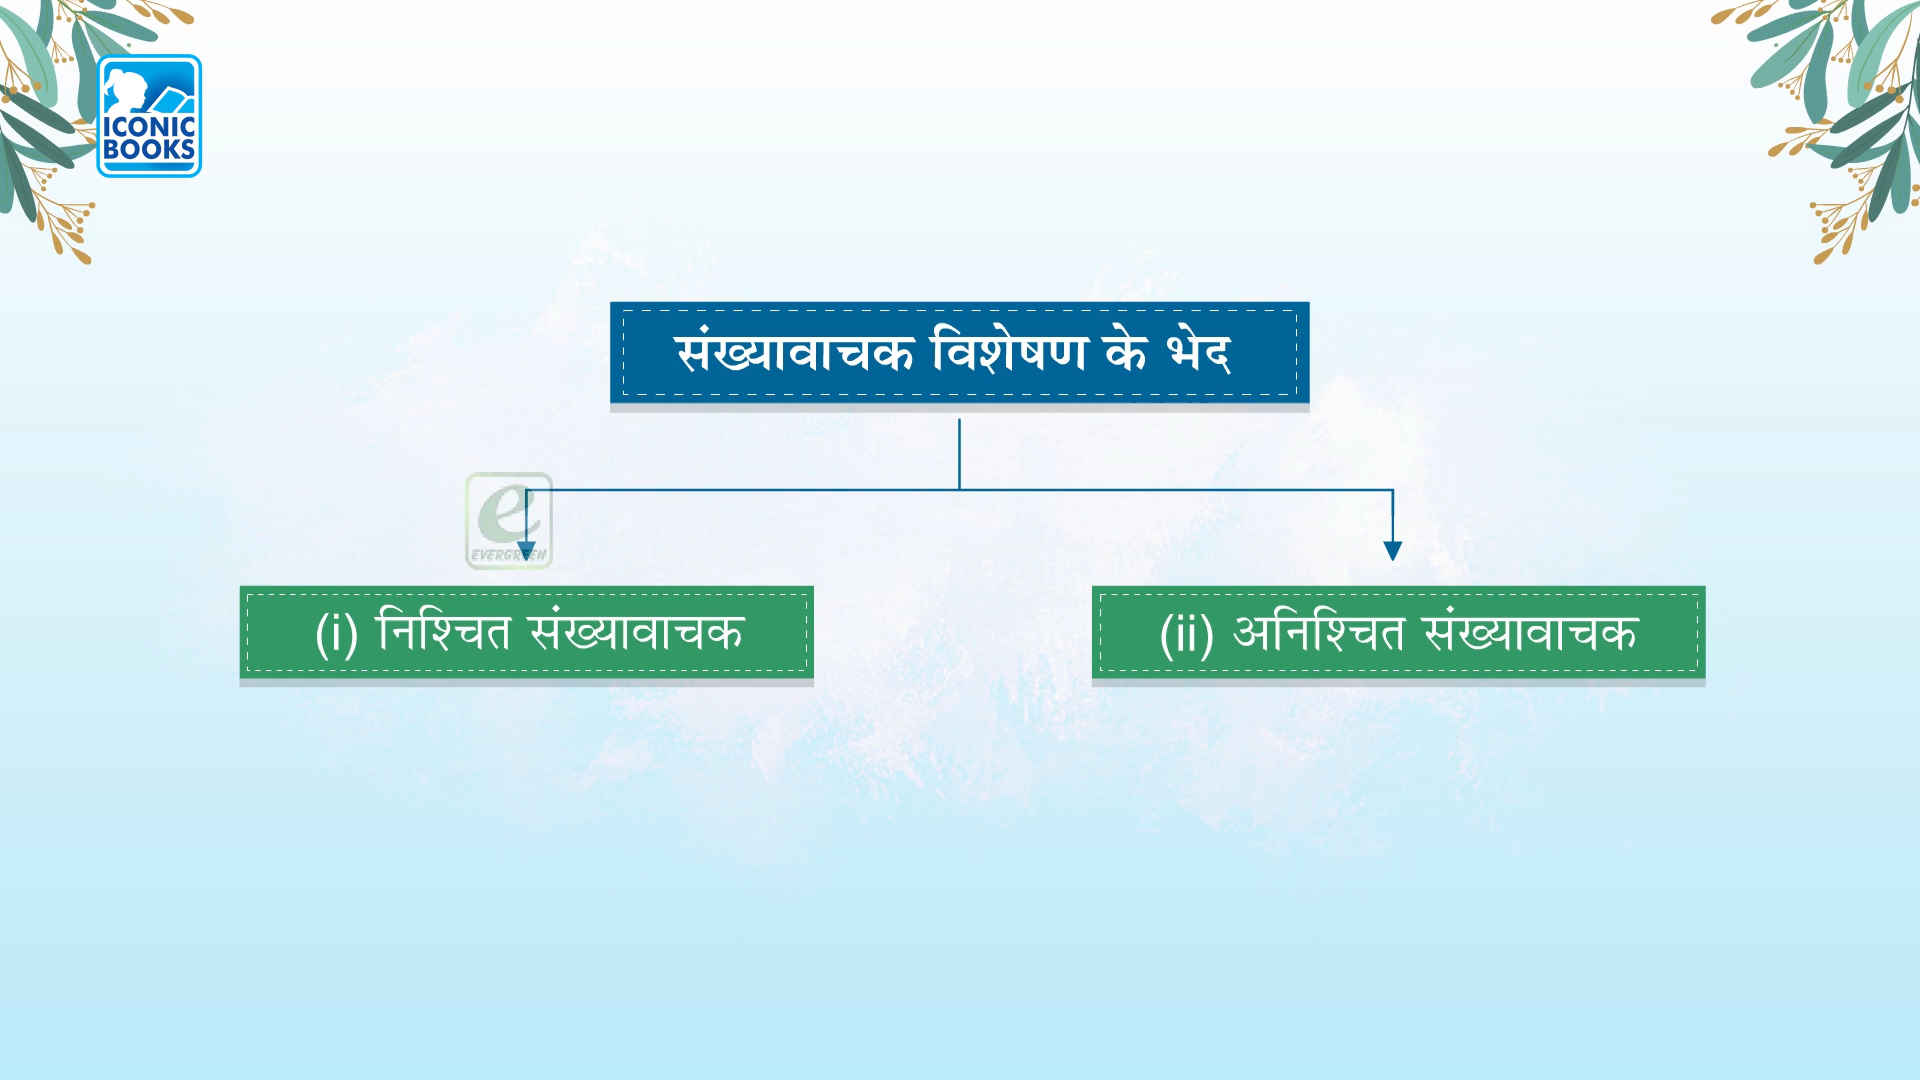 ICONIC
BOOKS
संख्यावाचक विशेषण के भेद
EVERGREEN
(i) निश्चित संख्यावाचक
(ii) अनिश्चित संख्यावाचक